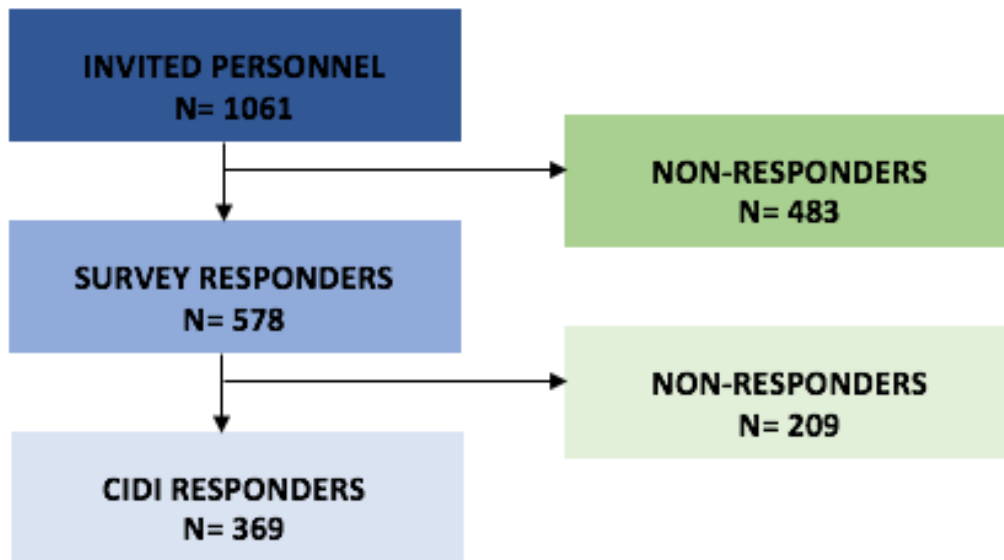 INVITED PERSONNEL
N= 1061
NON-RESPONDERS
N= 483
SURVEY RESPONDERS
N= 578
NON-RESPONDERS
N= 209
CIDI RESPONDERS
N= 369